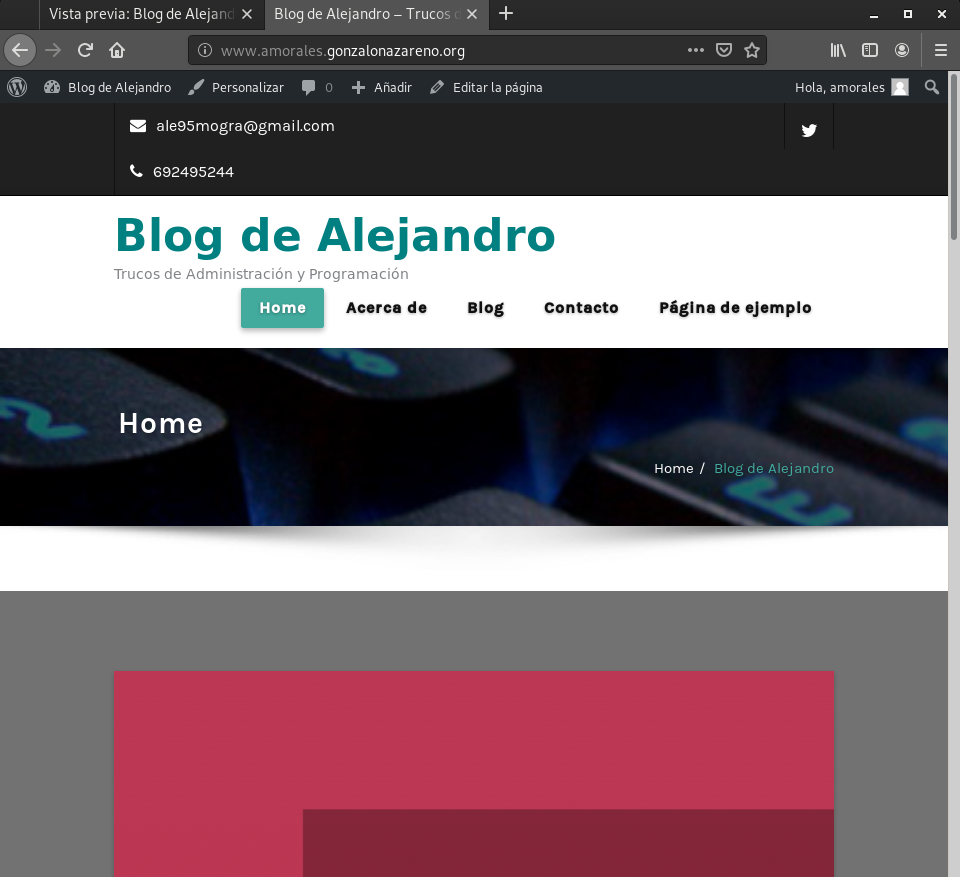 Vista previa: Blog de Alejand
Blog de Alejandro – Trucos d
www.amorales.gonzalonazareno.org
Blog de Alejandro Personalizar 0 Añadir Editar la página Hola, amorales
ale95mogra@gmail.com
692495244
Blog de Alejandro
Trucos de Administración y Programación
Home Acerca de Blog Contacto Página de ejemplo
Home
Home / Blog de Alejandro